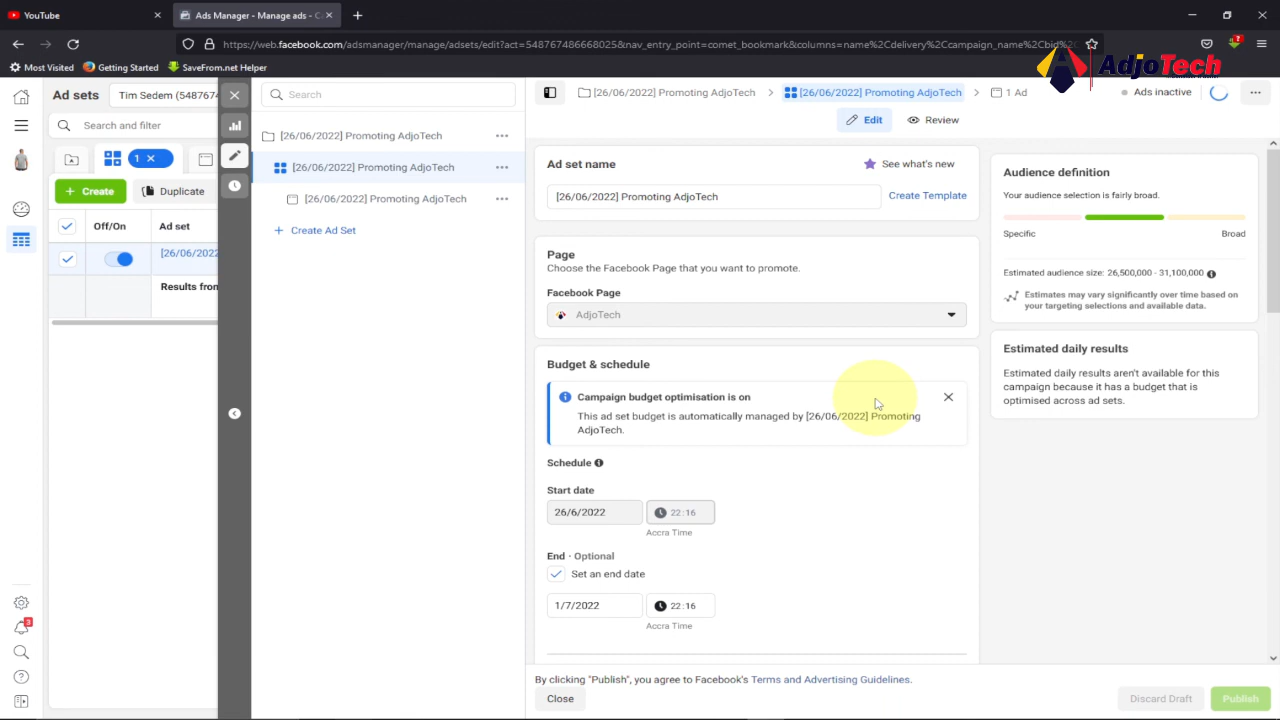 YouTube
Ads Manager - Manage ads - C
https://web.facebook.com/adsmanager/manage/adsets/edit?act=548767486668025&nav_entry_point=comet_bookmark&columns=name%2Cdelivery%2Ccampaign_name%2Cbid%2C
Most Visited
Getting Started
SaveFrom.net Helper
AdjoTech
Ad sets
Tim Sedem (5487674
Search and filter
1
+ Create
Duplicate
Off/On
Ad set
[26/06/2022
Results from
3
Search
[26/06/2022] Promoting AdjoTech
[26/06/2022] Promoting AdjoTech
[26/06/2022] Promoting AdjoTech
+ Create Ad Set
[26/06/2022] Promoting AdjoTech > [26/06/2022] Promoting AdjoTech > 1 Ad
Ads inactive
Edit
Review
Ad set name
See what's new
[26/06/2022] Promoting AdjoTech
Create Template
Page
Choose the Facebook Page that you want to promote.
Facebook Page
AdjoTech
Budget & schedule
Campaign budget optimisation is on
This ad set budget is automatically managed by [26/06/2022] Promoting
AdjoTech.
Schedule
Start date
26/6/2022
22:16
Accra Time
End · Optional
Set an end date
1/7/2022
22:16
Accra Time
Audience definition
Your audience selection is fairly broad.
Specific
Broad
Estimated audience size: 26,500,000 - 31,100,000
Estimates may vary significantly over time based on
your targeting selections and available data.
Estimated daily results
Estimated daily results aren't available for this
campaign because it has a budget that is
optimised across ad sets.
By clicking "Publish", you agree to Facebook's Terms and Advertising Guidelines.
Close
Discard Draft
Publish